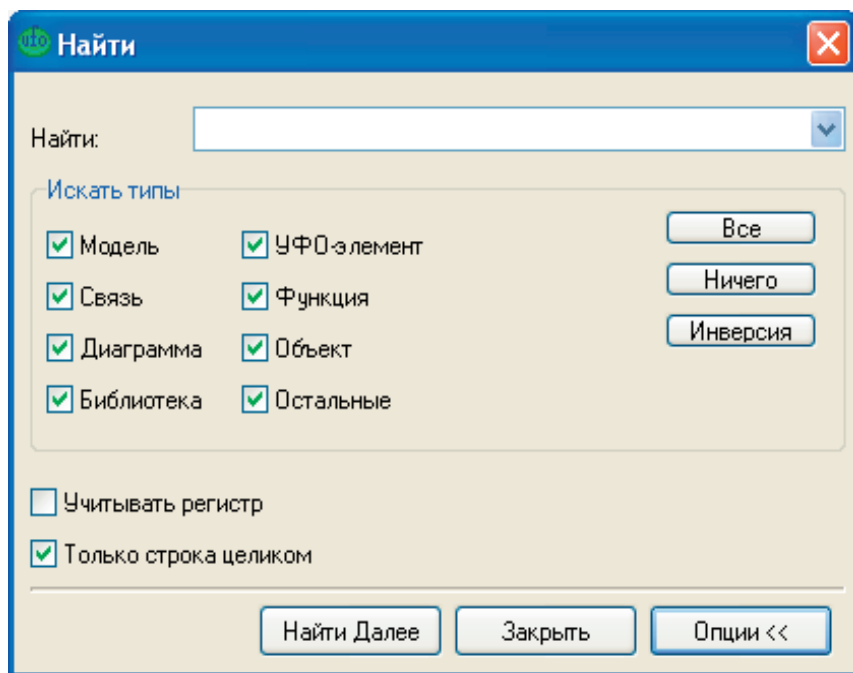 ufo Найти
Найти:
Искать типы
Модель УФО-элемент Все
Связь Функция Ничего
Диаграмма Объект Инверсия
Библиотека Остальные
Учитывать регистр
Только строка целиком
Найти Далее Закрыть Опции <<